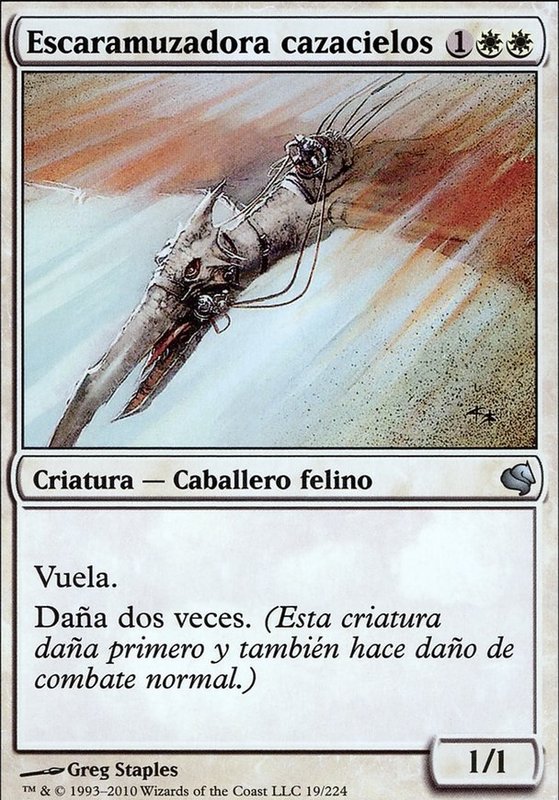 Escaramuzadora cazacielos 1
Criatura — Caballero felino
Vuela.
Daña dos veces. (Esta criatura
daña primero y también hace daño de
combate normal.)
1/1
Greg Staples
™ & © 1993–2010 Wizards of the Coast LLC 19/224